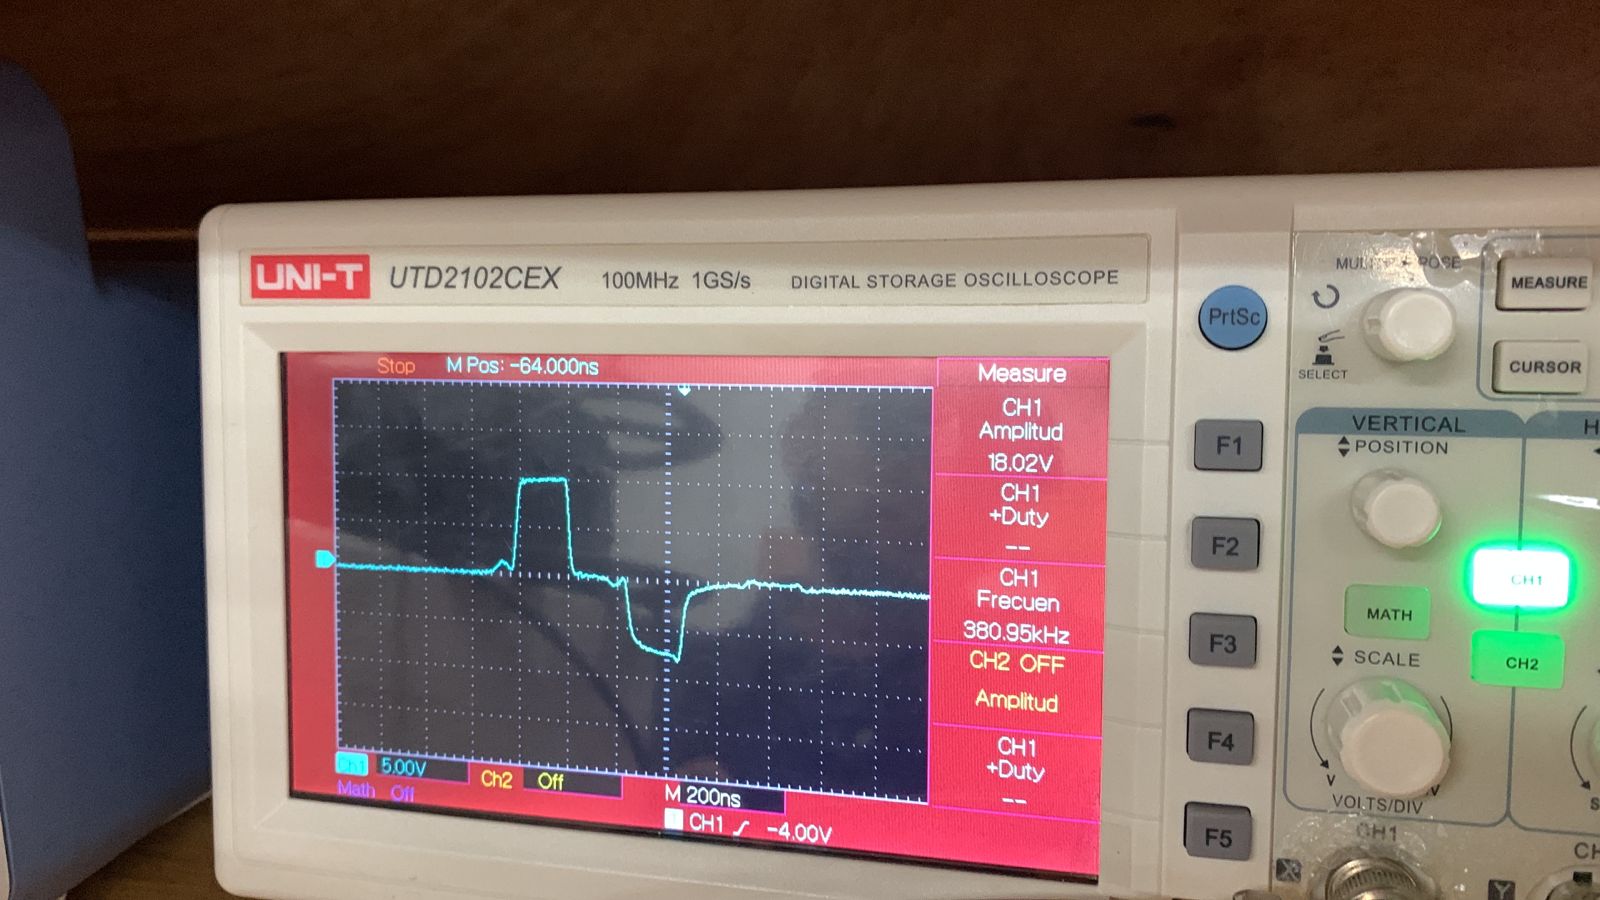 UNI-T UTD2102CEX 100MHz 1GS/s DIGITAL STORAGE OSCILLOSCOPE
Stop M Pos: -64.000ns
Measure
CH1
Amplitud
18.02V
CH1
+Duty
--
CH1
Frecuen
380.95kHz
CH2 OFF
Amplitud
CH1
+Duty
--
Ch1 5.00V Ch2 Off M 200ns
Math Off
CH1 -4.00V
PrtSc
F1
F2
F3
F4
F5
SELECT
MEASURE
CURSOR
VERTICAL
POSITION
CH1
MATH
CH2
SCALE
V
VOLTS/DIV
CH1
X
Y